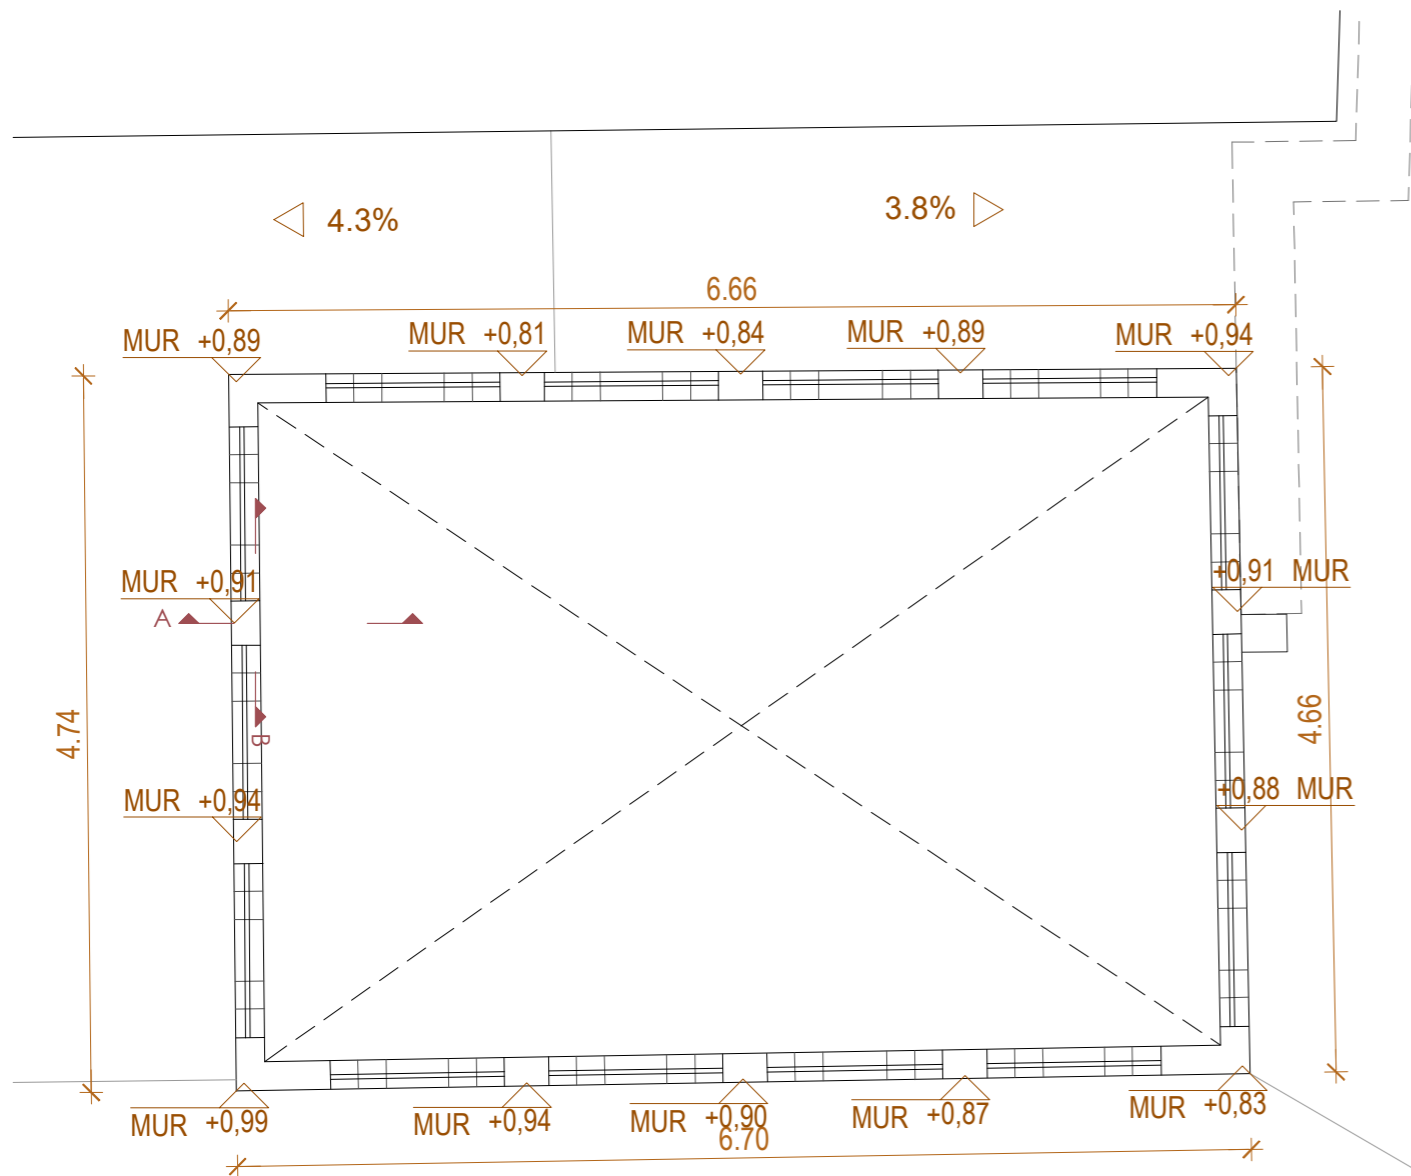 4.3%
3.8%
6.66
MUR +0,89
MUR +0,81
MUR +0,84
MUR +0,89
MUR +0,94
MUR +0,91
+0,91 MUR
A
4.74
4.66
B
MUR +0,94
+0,88 MUR
MUR +0,99
MUR +0,94
MUR +0,90
MUR +0,87
MUR +0,83
6.70